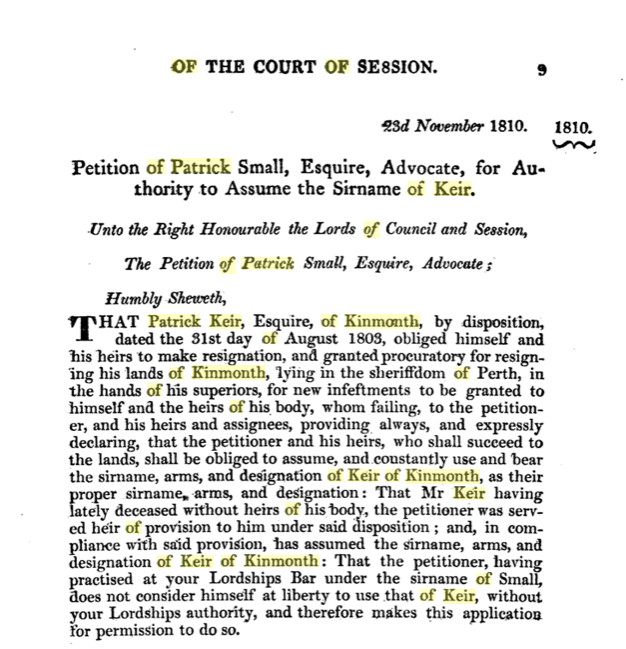 OF THE COURT OF SESSION. 9
23d November 1810. 1810.
Petition of Patrick Small, Esquire, Advocate, for Au-
thority to Assume the Sirname of Keir.
Unto the Right Honourable the Lords of Council and Session,
The Petition of Patrick Small, Esquire, Advocate;
Humbly Sheweth,
THAT Patrick Keir, Esquire, of Kinmonth, by disposition,
dated the 31st day of August 1803, obliged himself and
his heirs to make resignation, and granted procuratory for resign-
ing his lands of Kinmonth, lying in the sheriffdom of Perth, in
the hands of his superiors, for new infeftments to be granted to
himself and the heirs of his body, whom failing, to the petition-
er, and his heirs and assignees, providing always, and expressly
declaring, that the petitioner and his heirs, who shall succeed to
the lands, shall be obliged to assume, and constantly use and bear
the sirname, arms, and designation of Keir of Kinmonth, as their
proper sirname, arms, and designation: That Mr Keir having
lately deceased without heirs of his body, the petitioner was serv-
ed heir of provision to him under said disposition; and, in com-
pliance with said provision, has assumed the sirname, arms, and
designation of Keir of Kinmonth: That the petitioner, having
practised at your Lordships Bar under the sirname of Small,
does not consider himself at liberty to use that of Keir, without
your Lordships authority, and therefore makes this application
for permission to do so.